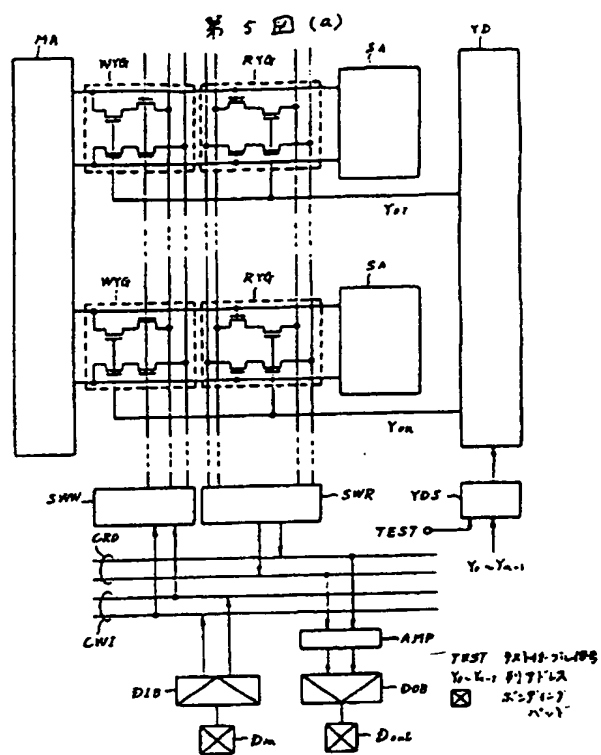 第 5 図 (a)
MA
YD
WYG
RYG
SA
Y01
WYG
RYG
SA
Y0n
SWW
SWR
YDS
TEST
CRD
Y0~Yn-1
CWI
AMP
DIB
DOB
Din
Dout
TEST テストイネーブル信号
Y0~Yn-1 列アドレス
ボンディング
パッド